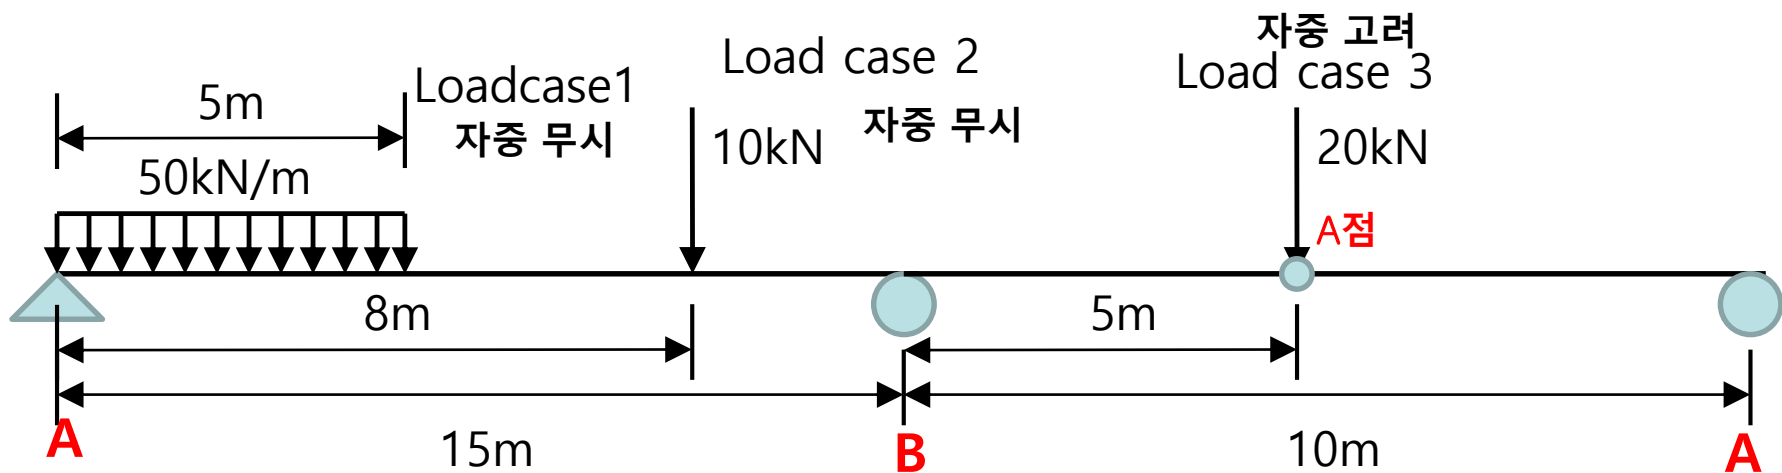 자중 고려
Loadcase1
Load case 2
Load case 3
5m
자중 무시
10kN
자중 무시
20kN
50kN/m
A점
8m
5m
A
15m
B
10m
A